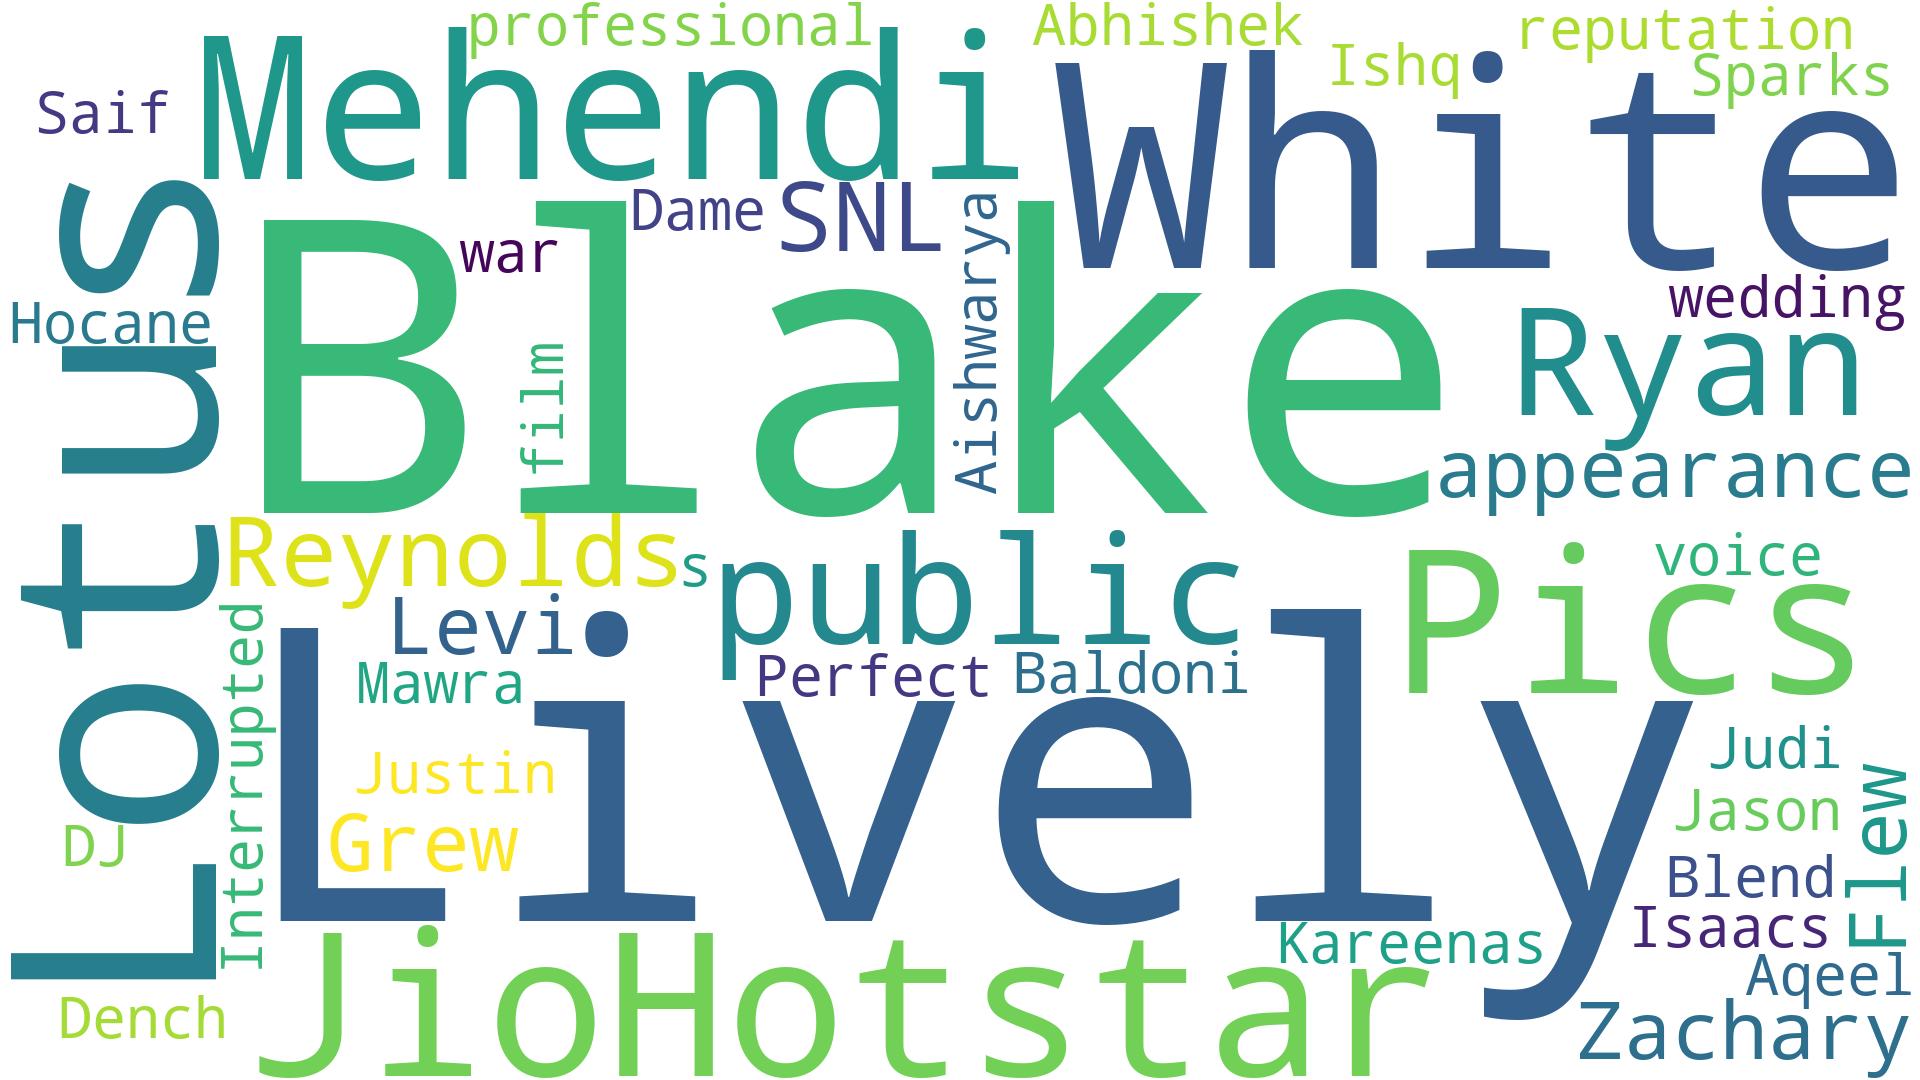 professional
Abhishek
reputation
Ishq
Sparks
Saif
Mehendi
White
Dame
SNL
war
Aishwarya
wedding
Hocane
Lotus
Blake
film
Ryan
appearance
Reynolds
s
public
Pics
voice
Levi
Mawra
Perfect
Baldoni
Interrupted
Lively
Justin
Grew
Judi
Jason
Flew
DJ
Blend
Isaacs
Kareenas
Aqeel
Dench
JioHotstar
Zachary